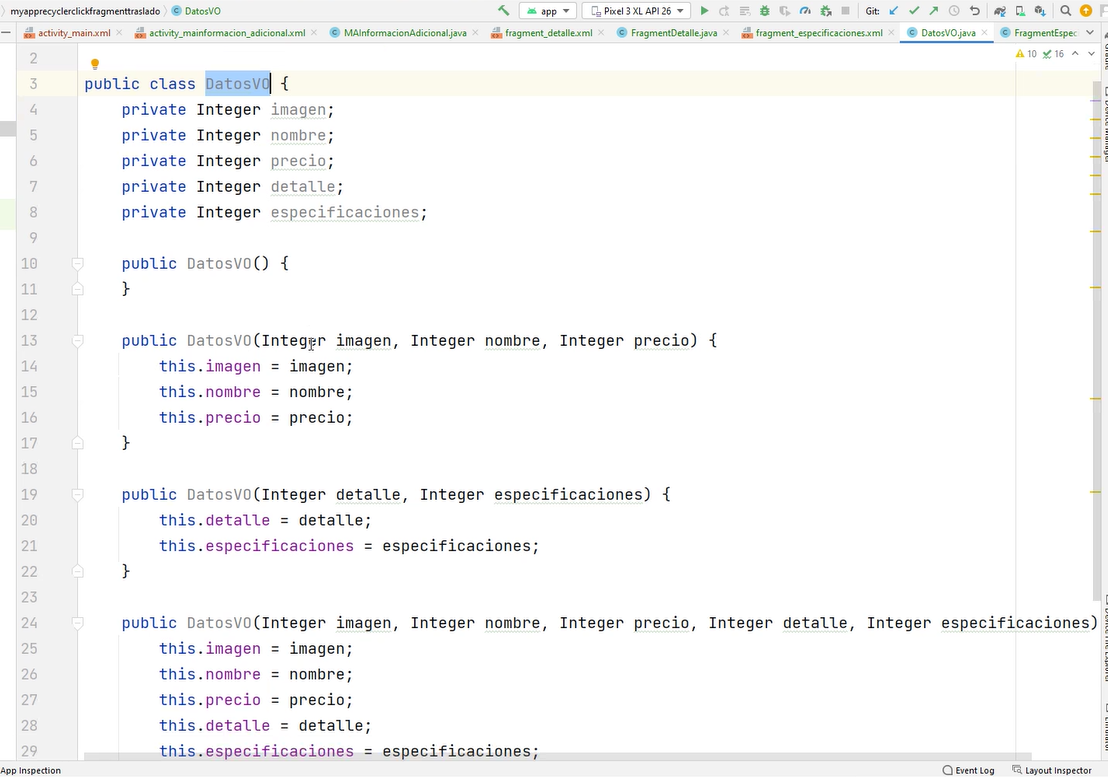 myapprecyclerclickfragmenttraslado DatosVO app Pixel 3 XL API 26 Git:
activity_main.xml activity_mainformacion_adicional.xml MAInformacionAdicional.java fragment_detalle.xml FragmentDetalle.java fragment_especificaciones.xml DatosVO.java FragmentEspec
10 16
2
3 public class DatosVO {
4 private Integer imagen;
5 private Integer nombre;
6 private Integer precio;
7 private Integer detalle;
8 private Integer especificaciones;
9
10 public DatosVO() {
11 }
12
13 public DatosVO(Integer imagen, Integer nombre, Integer precio) {
14 this.imagen = imagen;
15 this.nombre = nombre;
16 this.precio = precio;
17 }
18
19 public DatosVO(Integer detalle, Integer especificaciones) {
20 this.detalle = detalle;
21 this.especificaciones = especificaciones;
22 }
23
24 public DatosVO(Integer imagen, Integer nombre, Integer precio, Integer detalle, Integer especificaciones)
25 this.imagen = imagen;
26 this.nombre = nombre;
27 this.precio = precio;
28 this.detalle = detalle;
29 this.especificaciones = especificaciones;
App Inspection Event Log Layout Inspector